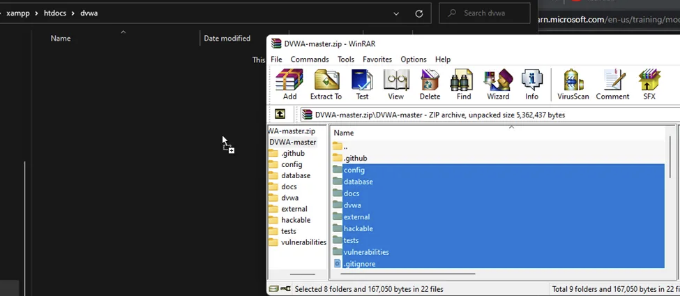 xampp > htdocs > dvwa
Search dvwa
rn.microsoft.com/en-us/training/mod
Name
Date modified
This
DVWA-master.zip - WinRAR
File Commands Tools Favorites Options Help
Add Extract To Test View Delete Find Wizard Info VirusScan Comment SFX
DVWA-master.zip\DVWA-master - ZIP archive, unpacked size 5,362,437 bytes
WA-master.zip
DVWA-master
.github
config
database
docs
dvwa
external
hackable
tests
vulnerabilities
Name
..
.github
config
database
docs
dvwa
external
hackable
tests
vulnerabilities
.gitignore
Selected 8 folders and 167,050 bytes in 22 files
Total 9 folders and 167,050 bytes in 22 fi